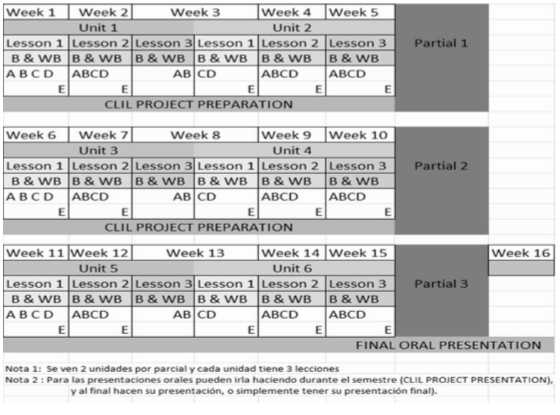 Week 1 Week 2 Week 3 Week 4 Week 5
Unit 1 Unit 2
Lesson 1 Lesson 2 Lesson 3 Lesson 1 Lesson 2 Lesson 3 Partial 1
B & WB B & WB B & WB B & WB B & WB B & WB
A B C D ABCD AB CD ABCD ABCD
E E E E E
CLIL PROJECT PREPARATION
Week 6 Week 7 Week 8 Week 9 Week 10
Unit 3 Unit 4
Lesson 1 Lesson 2 Lesson 3 Lesson 1 Lesson 2 Lesson 3 Partial 2
B & WB B & WB B & WB B & WB B & WB B & WB
A B C D ABCD AB CD ABCD ABCD
E E E E E
CLIL PROJECT PREPARATION
Week 11 Week 12 Week 13 Week 14 Week 15 Week 16
Unit 5 Unit 6
Lesson 1 Lesson 2 Lesson 3 Lesson 1 Lesson 2 Lesson 3 Partial 3
B & WB B & WB B & WB B & WB B & WB B & WB
A B C D ABCD AB CD ABCD ABCD
E E E E E
FINAL ORAL PRESENTATION
Nota 1: Se ven 2 unidades por parcial y cada unidad tiene 3 lecciones
Nota 2 : Para las presentaciones orales pueden irla haciendo durante el semestre (CLIL PROJECT PRESENTATION),
y al final hacen su presentación, o simplemente tener su presentación final).